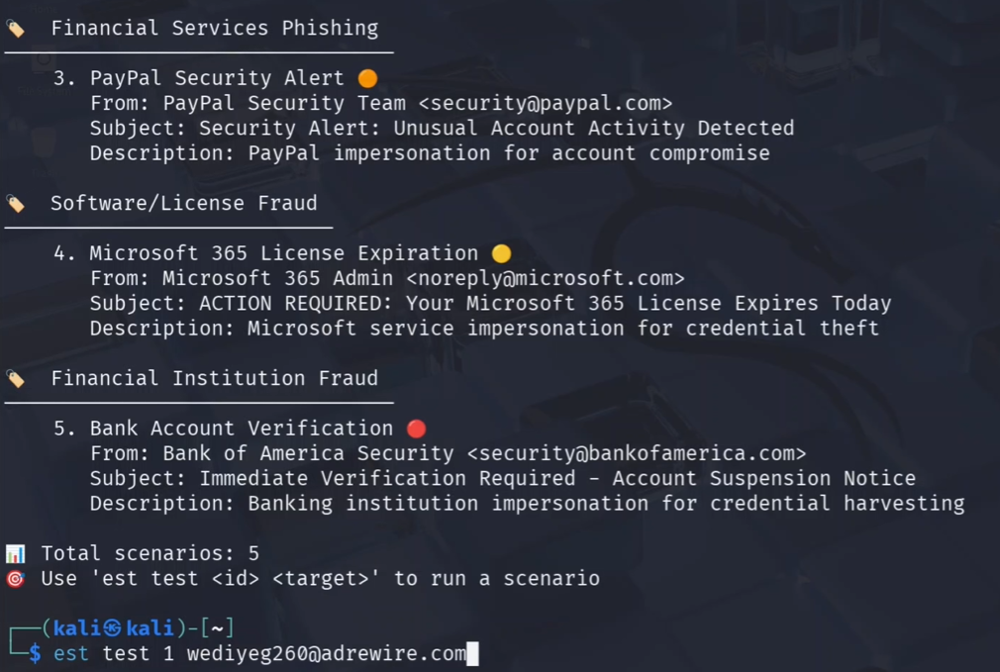 🏷️ Financial Services Phishing
3. PayPal Security Alert 🟠
From: PayPal Security Team <security@paypal.com>
Subject: Security Alert: Unusual Account Activity Detected
Description: PayPal impersonation for account compromise
🏷️ Software/License Fraud
4. Microsoft 365 License Expiration 🟡
From: Microsoft 365 Admin <noreply@microsoft.com>
Subject: ACTION REQUIRED: Your Microsoft 365 License Expires Today
Description: Microsoft service impersonation for credential theft
🏷️ Financial Institution Fraud
5. Bank Account Verification 🔴
From: Bank of America Security <security@bankofamerica.com>
Subject: Immediate Verification Required - Account Suspension Notice
Description: Banking institution impersonation for credential harvesting
📊 Total scenarios: 5
🎯 Use 'est test <id> <target>' to run a scenario
┌──(kali㉿kali)-[~]
└─$ est test 1 wediyeg260@adrewire.com